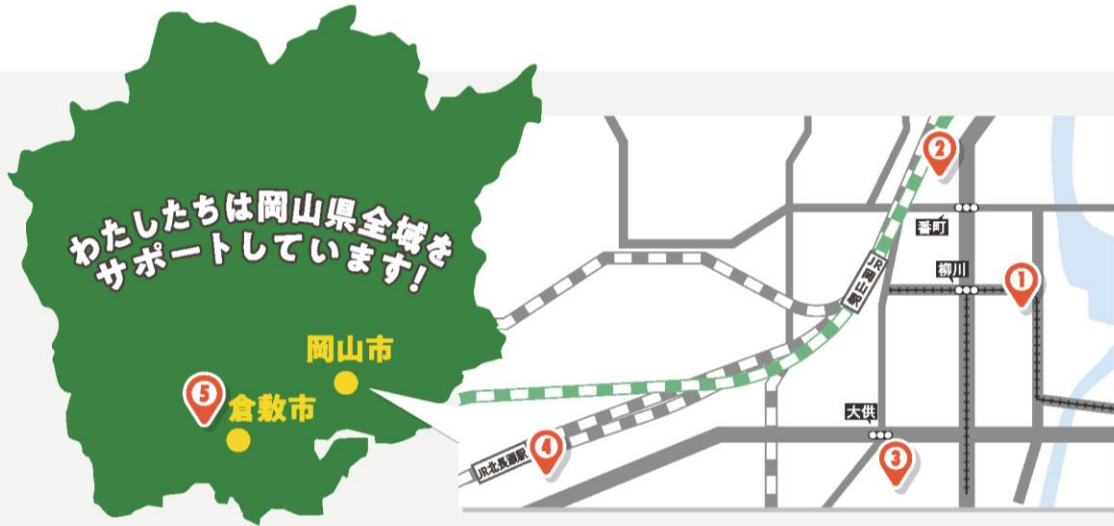 わたしたちは岡山県全域を
サポートしています!
岡山市
倉敷市
5
2
番町
柳川
1
JR岡山駅
大供
3
4
JR北長瀬駅